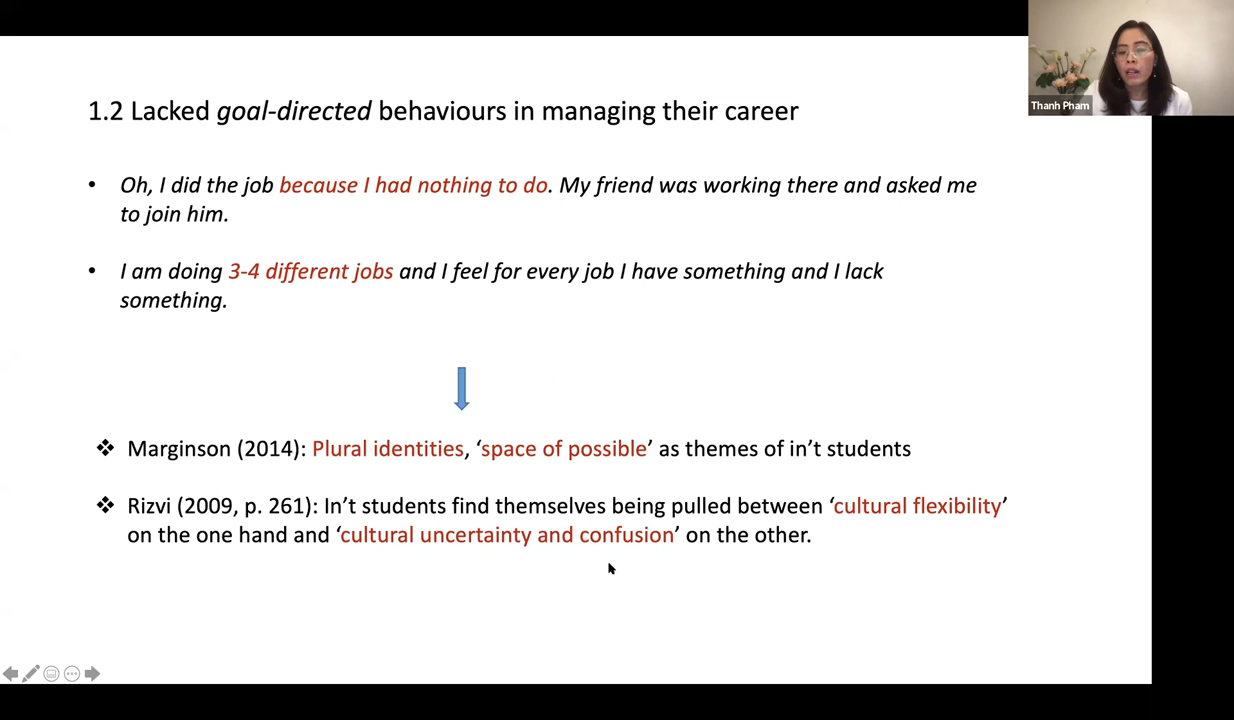 Thanh Pham
1.2 Lacked goal-directed behaviours in managing their career
• Oh, I did the job because I had nothing to do. My friend was working there and asked me
to join him.
• I am doing 3-4 different jobs and I feel for every job I have something and I lack
something.
❖ Marginson (2014): Plural identities, ‘space of possible’ as themes of in’t students
❖ Rizvi (2009, p. 261): In’t students find themselves being pulled between ‘cultural flexibility’
on the one hand and ‘cultural uncertainty and confusion’ on the other.